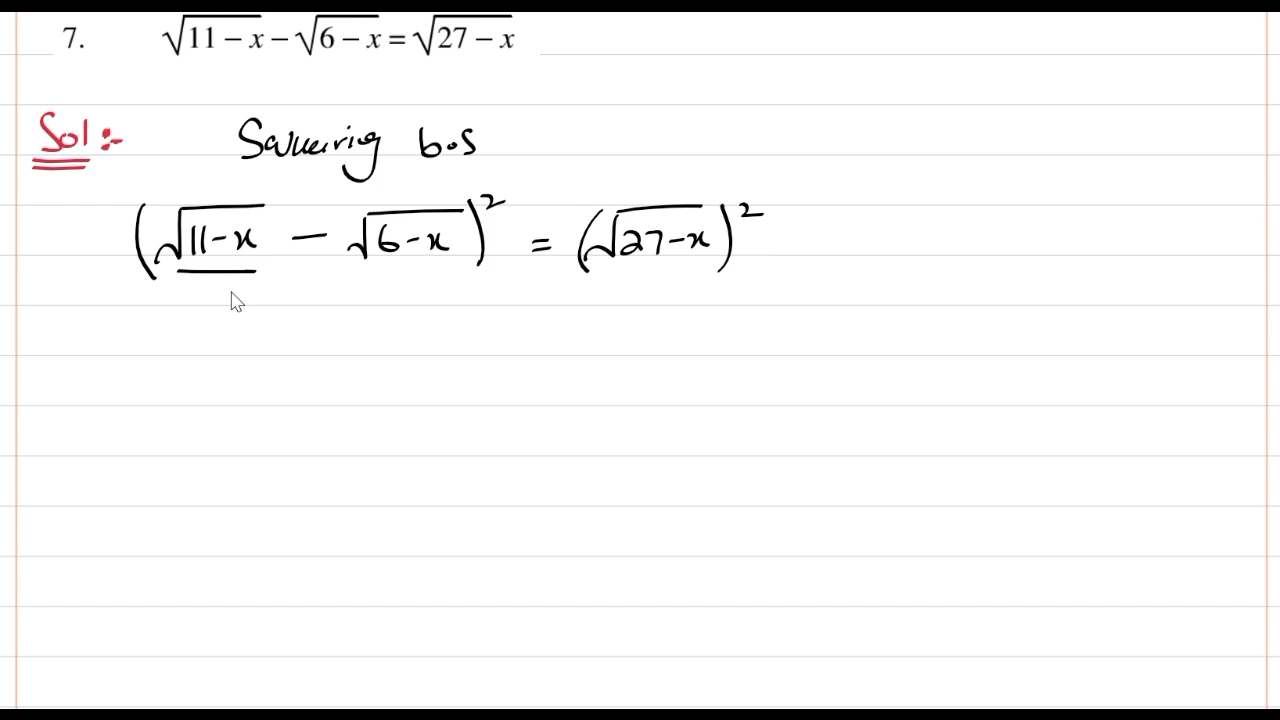 7. √(11 − x) − √(6 − x) = √(27 − x)
Sol :-
Squaring b.s
(√(11-x) − √(6-x))² = (√(27-x))²